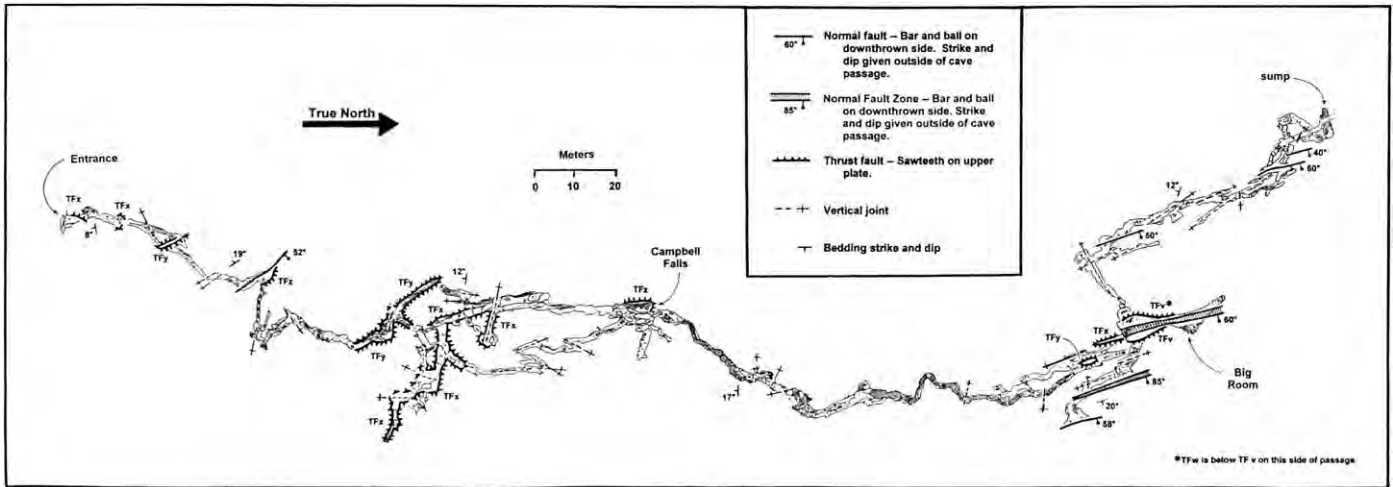 60°
Normal fault – Bar and ball on
downthrown side. Strike and
dip given outside of cave
passage.
85°
Normal Fault Zone – Bar and ball
on downthrown side. Strike
and dip given outside of cave
passage.
Thrust fault – Sawteeth on upper
plate.
Vertical joint
Bedding strike and dip
True North
Meters
0 10 20
Entrance
TFx
TFx
8°
TFy
19°
52°
TFz
TFy
12°
TFx
TFx
TFy
TFx
TFx
Campbell
Falls
TFz
17°
sump
40°
60°
12°
50°
TFv*
TFx
TFv
60°
TFy
Big
Room
85°
20°
58°
*TFw is below TF v on this side of passage